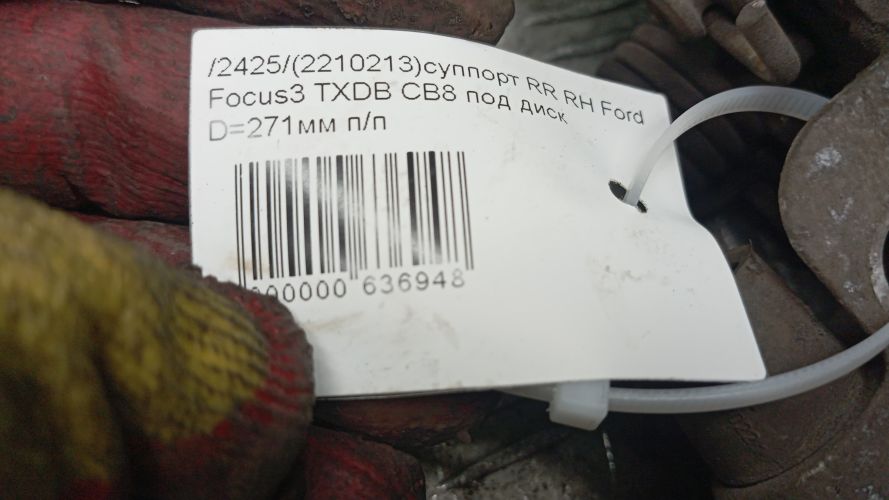 /2425/(2210213)суппорт RR RH Ford
Focus3 TXDB CB8 под диск
D=271мм п/п
000000 636948